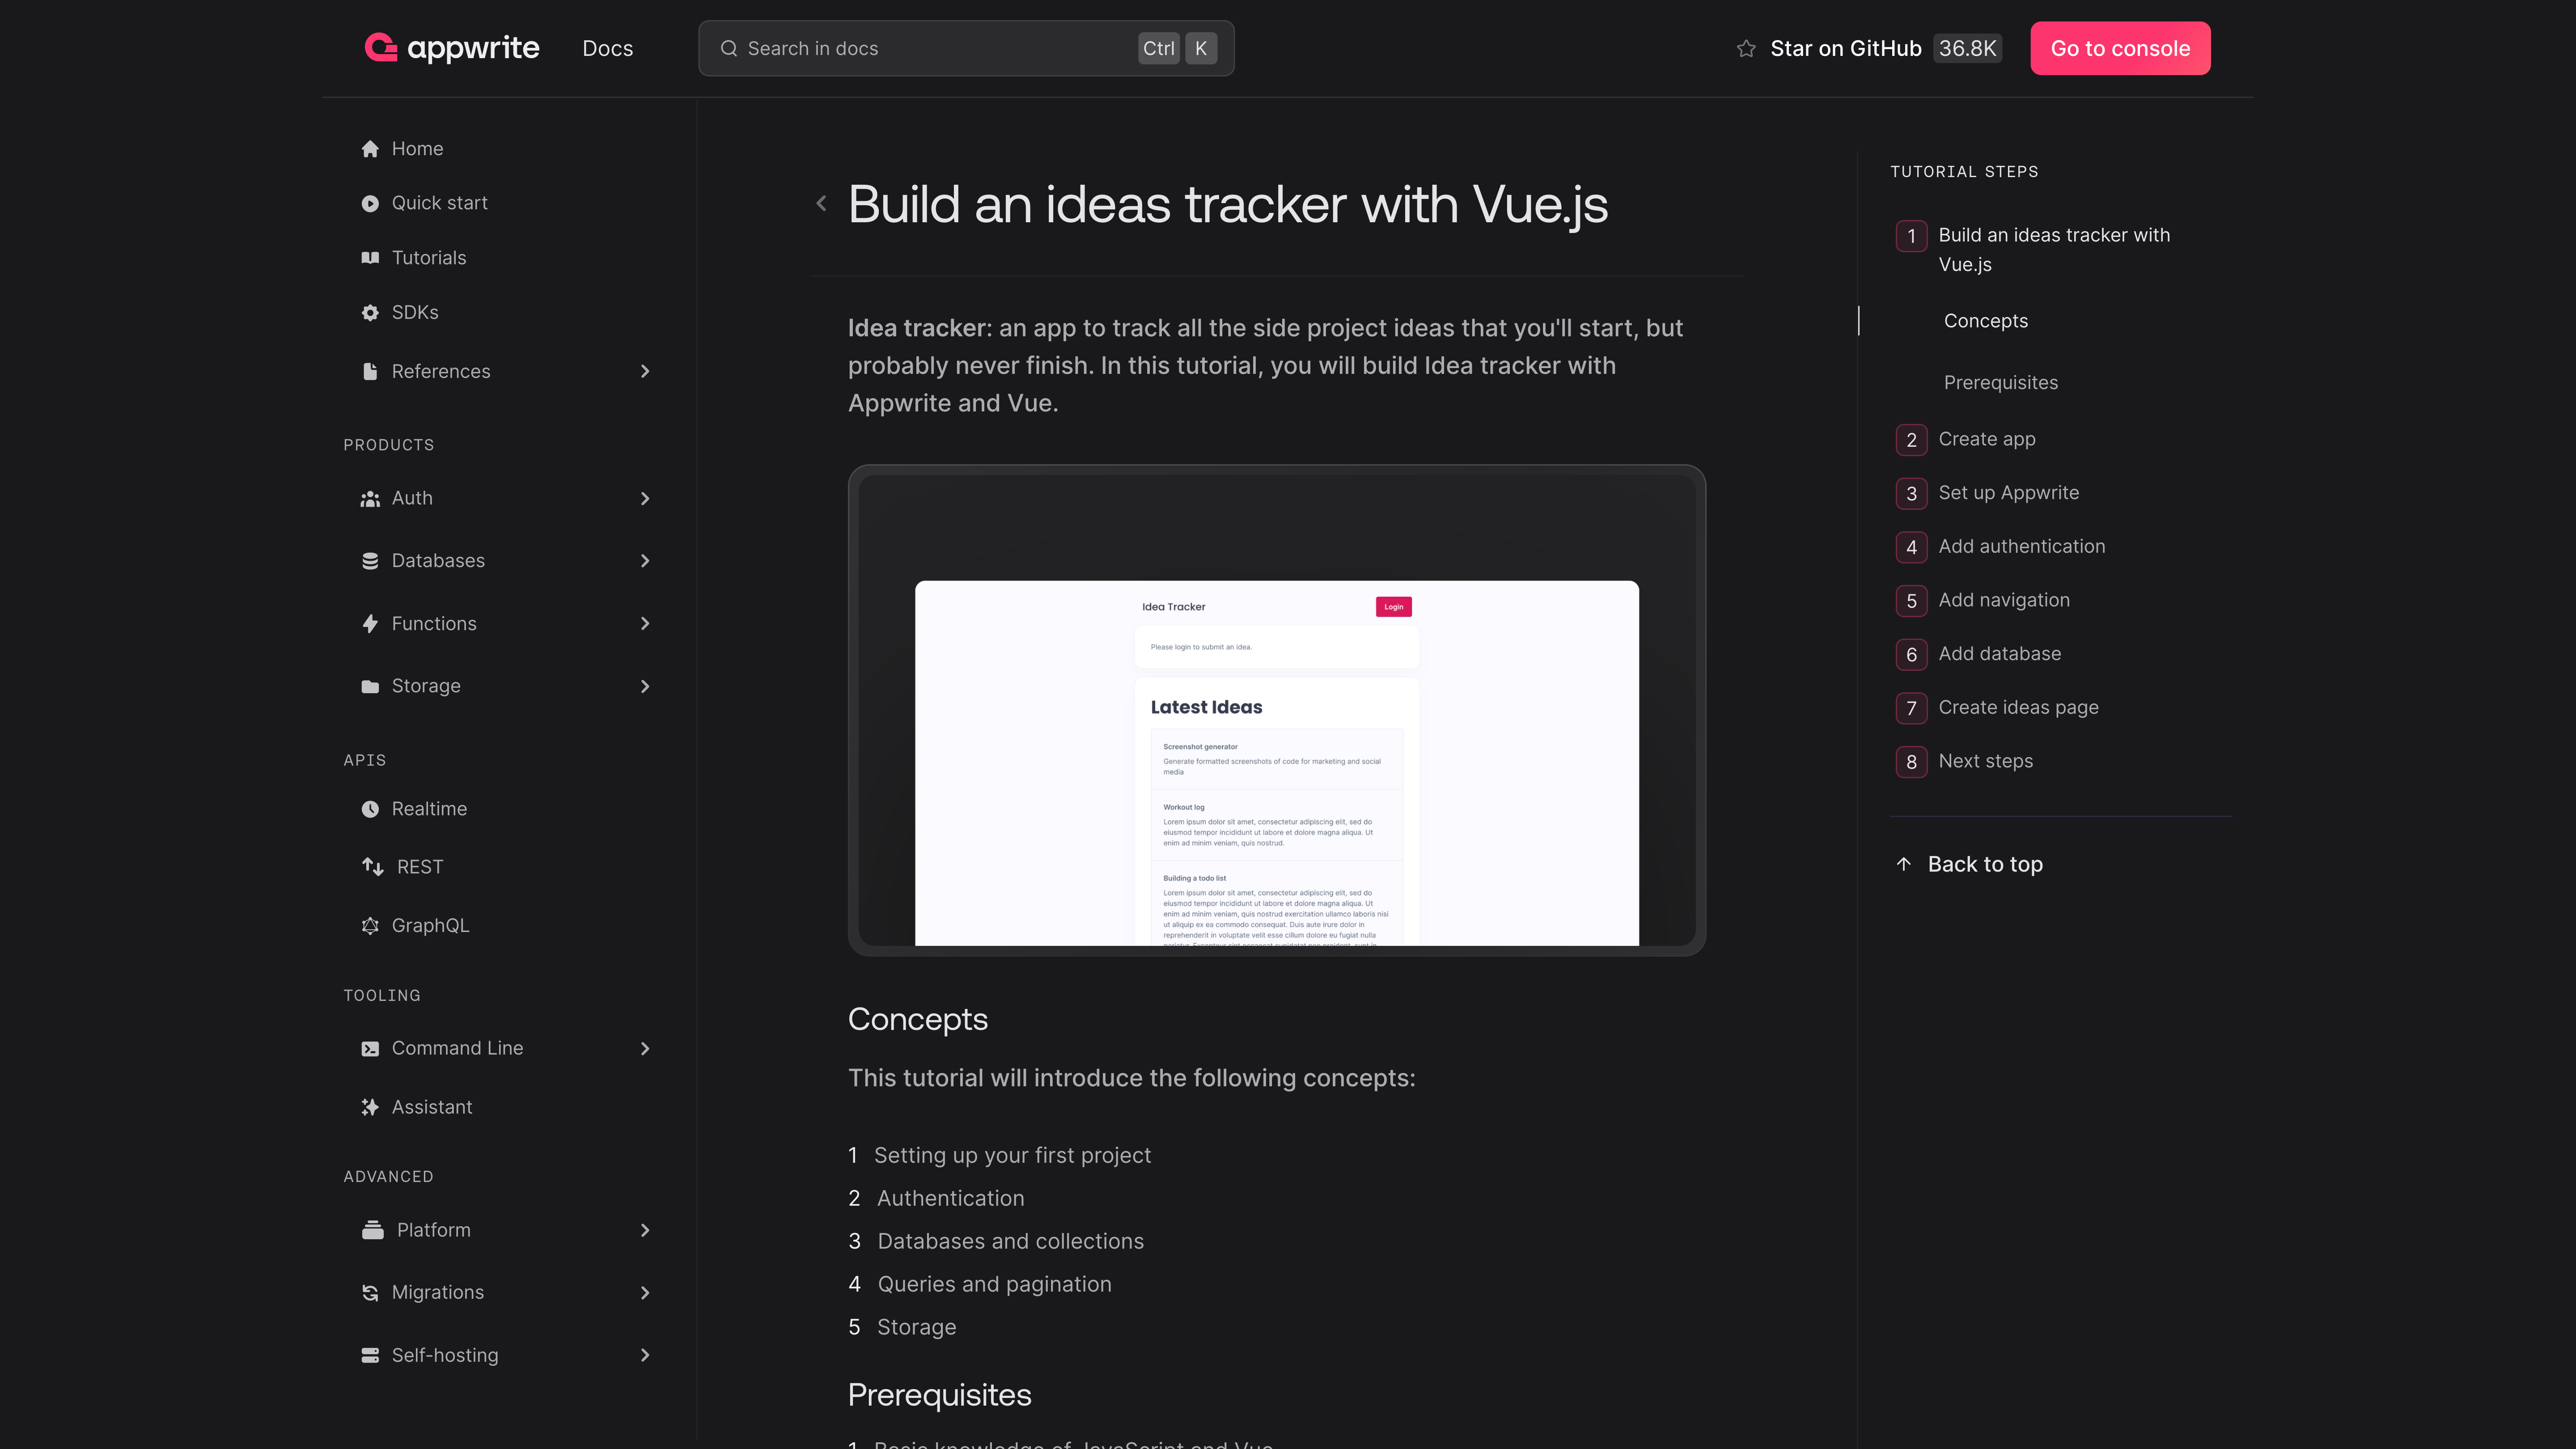 appwrite
Docs
Search in docs
Ctrl K
Star on GitHub 36.8K
Go to console
Home
Quick start
Tutorials
SDKs
References
PRODUCTS
Auth
Databases
Functions
Storage
APIS
Realtime
REST
GraphQL
TOOLING
Command Line
Assistant
ADVANCED
Platform
Migrations
Self-hosting
Build an ideas tracker with Vue.js
Idea tracker: an app to track all the side project ideas that you'll start, but
probably never finish. In this tutorial, you will build Idea tracker with
Appwrite and Vue.
Idea Tracker
Login
Please login to submit an idea.
Latest Ideas
Screenshot generator
Generate formatted screenshots of code for marketing and social
media
Workout log
Lorem ipsum dolor sit amet, consectetur adipiscing elit, sed do
eiusmod tempor incididunt ut labore et dolore magna aliqua. Ut
enim ad minim veniam, quis nostrud.
Building a todo list
Lorem ipsum dolor sit amet, consectetur adipiscing elit, sed do
eiusmod tempor incididunt ut labore et dolore magna aliqua. Ut
enim ad minim veniam, quis nostrud exercitation ullamco laboris nisi
ut aliquip ex ea commodo consequat. Duis aute irure dolor in
reprehenderit in voluptate velit esse cillum dolore eu fugiat nulla
Concepts
This tutorial will introduce the following concepts:
1 Setting up your first project
2 Authentication
3 Databases and collections
4 Queries and pagination
5 Storage
Prerequisites
1 Basic knowledge of JavaScript and Vue
TUTORIAL STEPS
1 Build an ideas tracker with
Vue.js
Concepts
Prerequisites
2 Create app
3 Set up Appwrite
4 Add authentication
5 Add navigation
6 Add database
7 Create ideas page
8 Next steps
Back to top